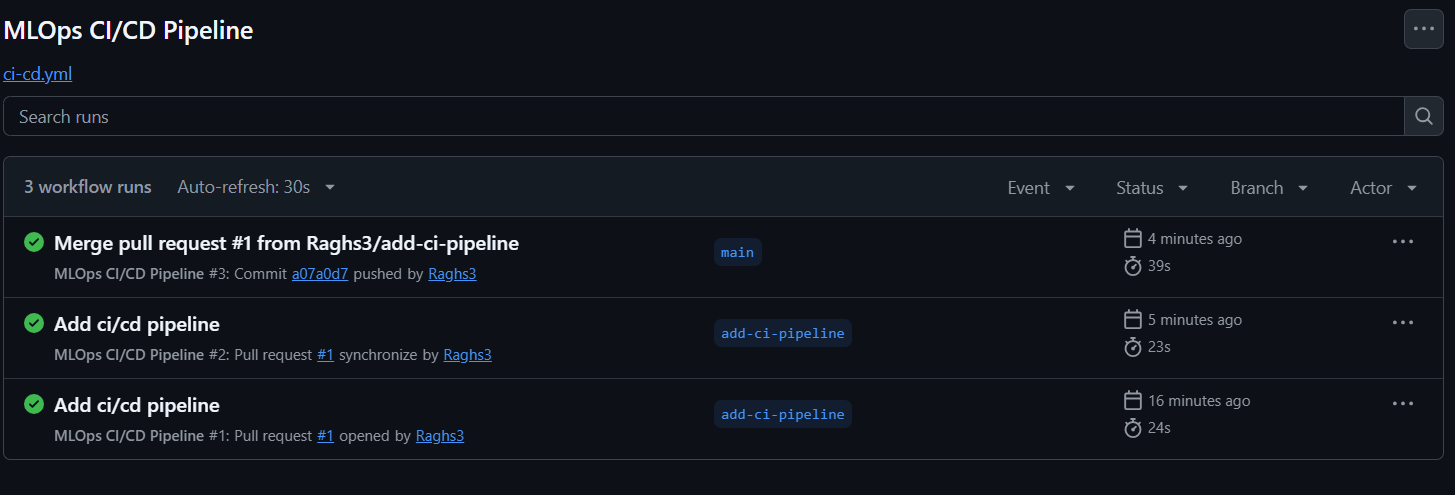 MLOps CI/CD Pipeline
ci-cd.yml
Search runs
3 workflow runs Auto-refresh: 30s Event Status Branch Actor
Merge pull request #1 from Raghs3/add-ci-pipeline main 4 minutes ago
MLOps CI/CD Pipeline #3: Commit a07a0d7 pushed by Raghs3 39s
Add ci/cd pipeline add-ci-pipeline 5 minutes ago
MLOps CI/CD Pipeline #2: Pull request #1 synchronize by Raghs3 23s
Add ci/cd pipeline add-ci-pipeline 16 minutes ago
MLOps CI/CD Pipeline #1: Pull request #1 opened by Raghs3 24s